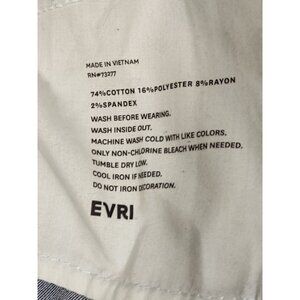 MADE IN VIETNAM
RN#73277
74%COTTON 16%POLYESTER 8%RAYON
2%SPANDEX
WASH BEFORE WEARING.
WASH INSIDE OUT.
MACHINE WASH COLD WITH LIKE COLORS.
ONLY NON-CHLORINE BLEACH WHEN NEEDED.
TUMBLE DRY LOW.
COOL IRON IF NEEDED.
DO NOT IRON DECORATION.
EVRI